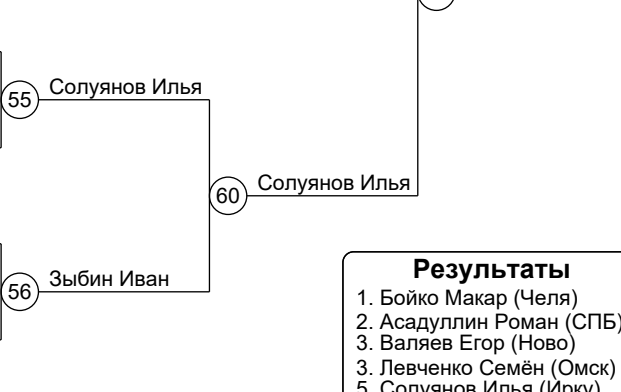 55
Солуянов Илья
60
Солуянов Илья
56
Зыбин Иван
Результаты
1. Бойко Макар (Челя)
2. Асадуллин Роман (СПБ)
3. Валяев Егор (Ново)
3. Левченко Семён (Омск)
5. Солуянов Илья (Ирку)